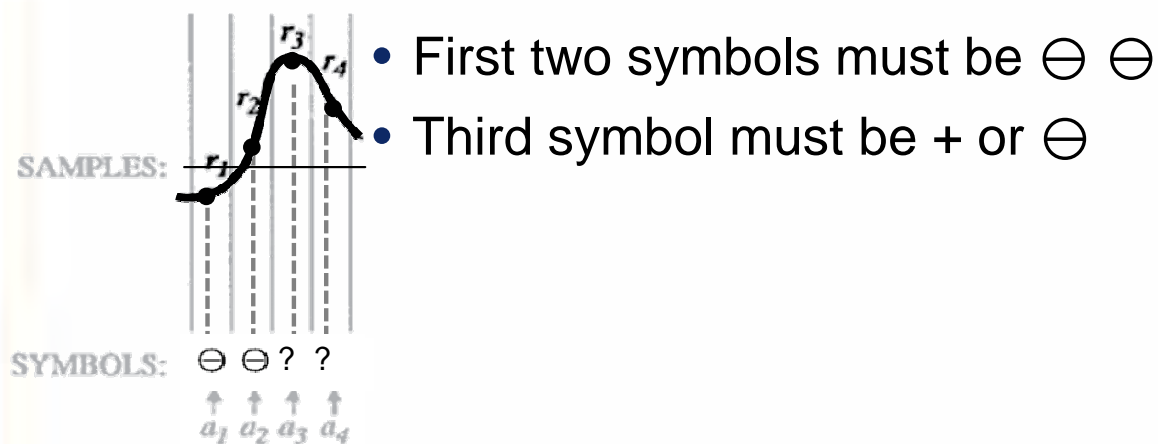 • First two symbols must be ⊖ ⊖
• Third symbol must be + or ⊖
r₃
r₄
r₂
r₁
SAMPLES:
SYMBOLS: ⊖ ⊖ ? ?
a₁ a₂ a₃ a₄